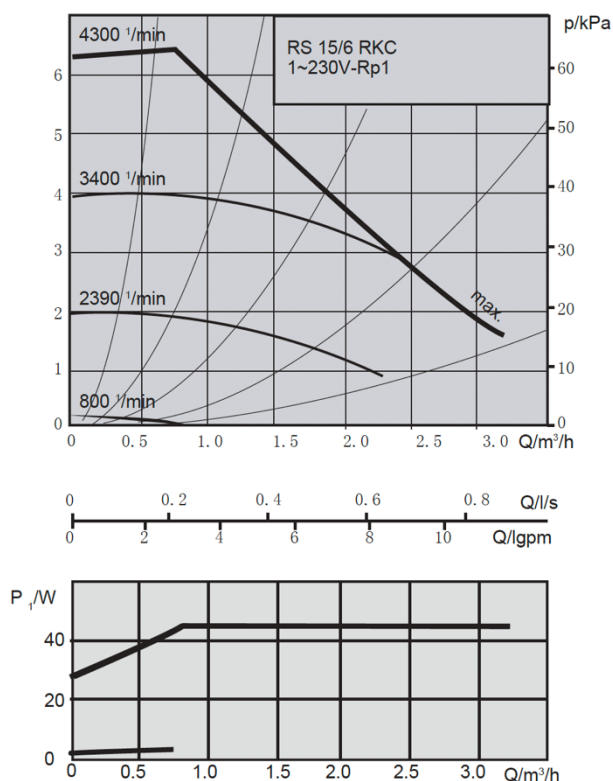 p/kPa
4300 ¹/min
RS 15/6 RKC
1~230V-Rp1
6
60
5
50
3400 ¹/min
4
40
3
30
2390 ¹/min
max.
2
20
1
10
800 ¹/min
0
0
0 0.5 1.0 1.5 2.0 2.5 3.0 Q/m³/h
0 0.2 0.4 0.6 0.8 Q/l/s
0 2 4 6 8 10 Q/lgpm
P₁/W
40
20
0
0 0.5 1.0 1.5 2.0 2.5 3.0 Q/m³/h